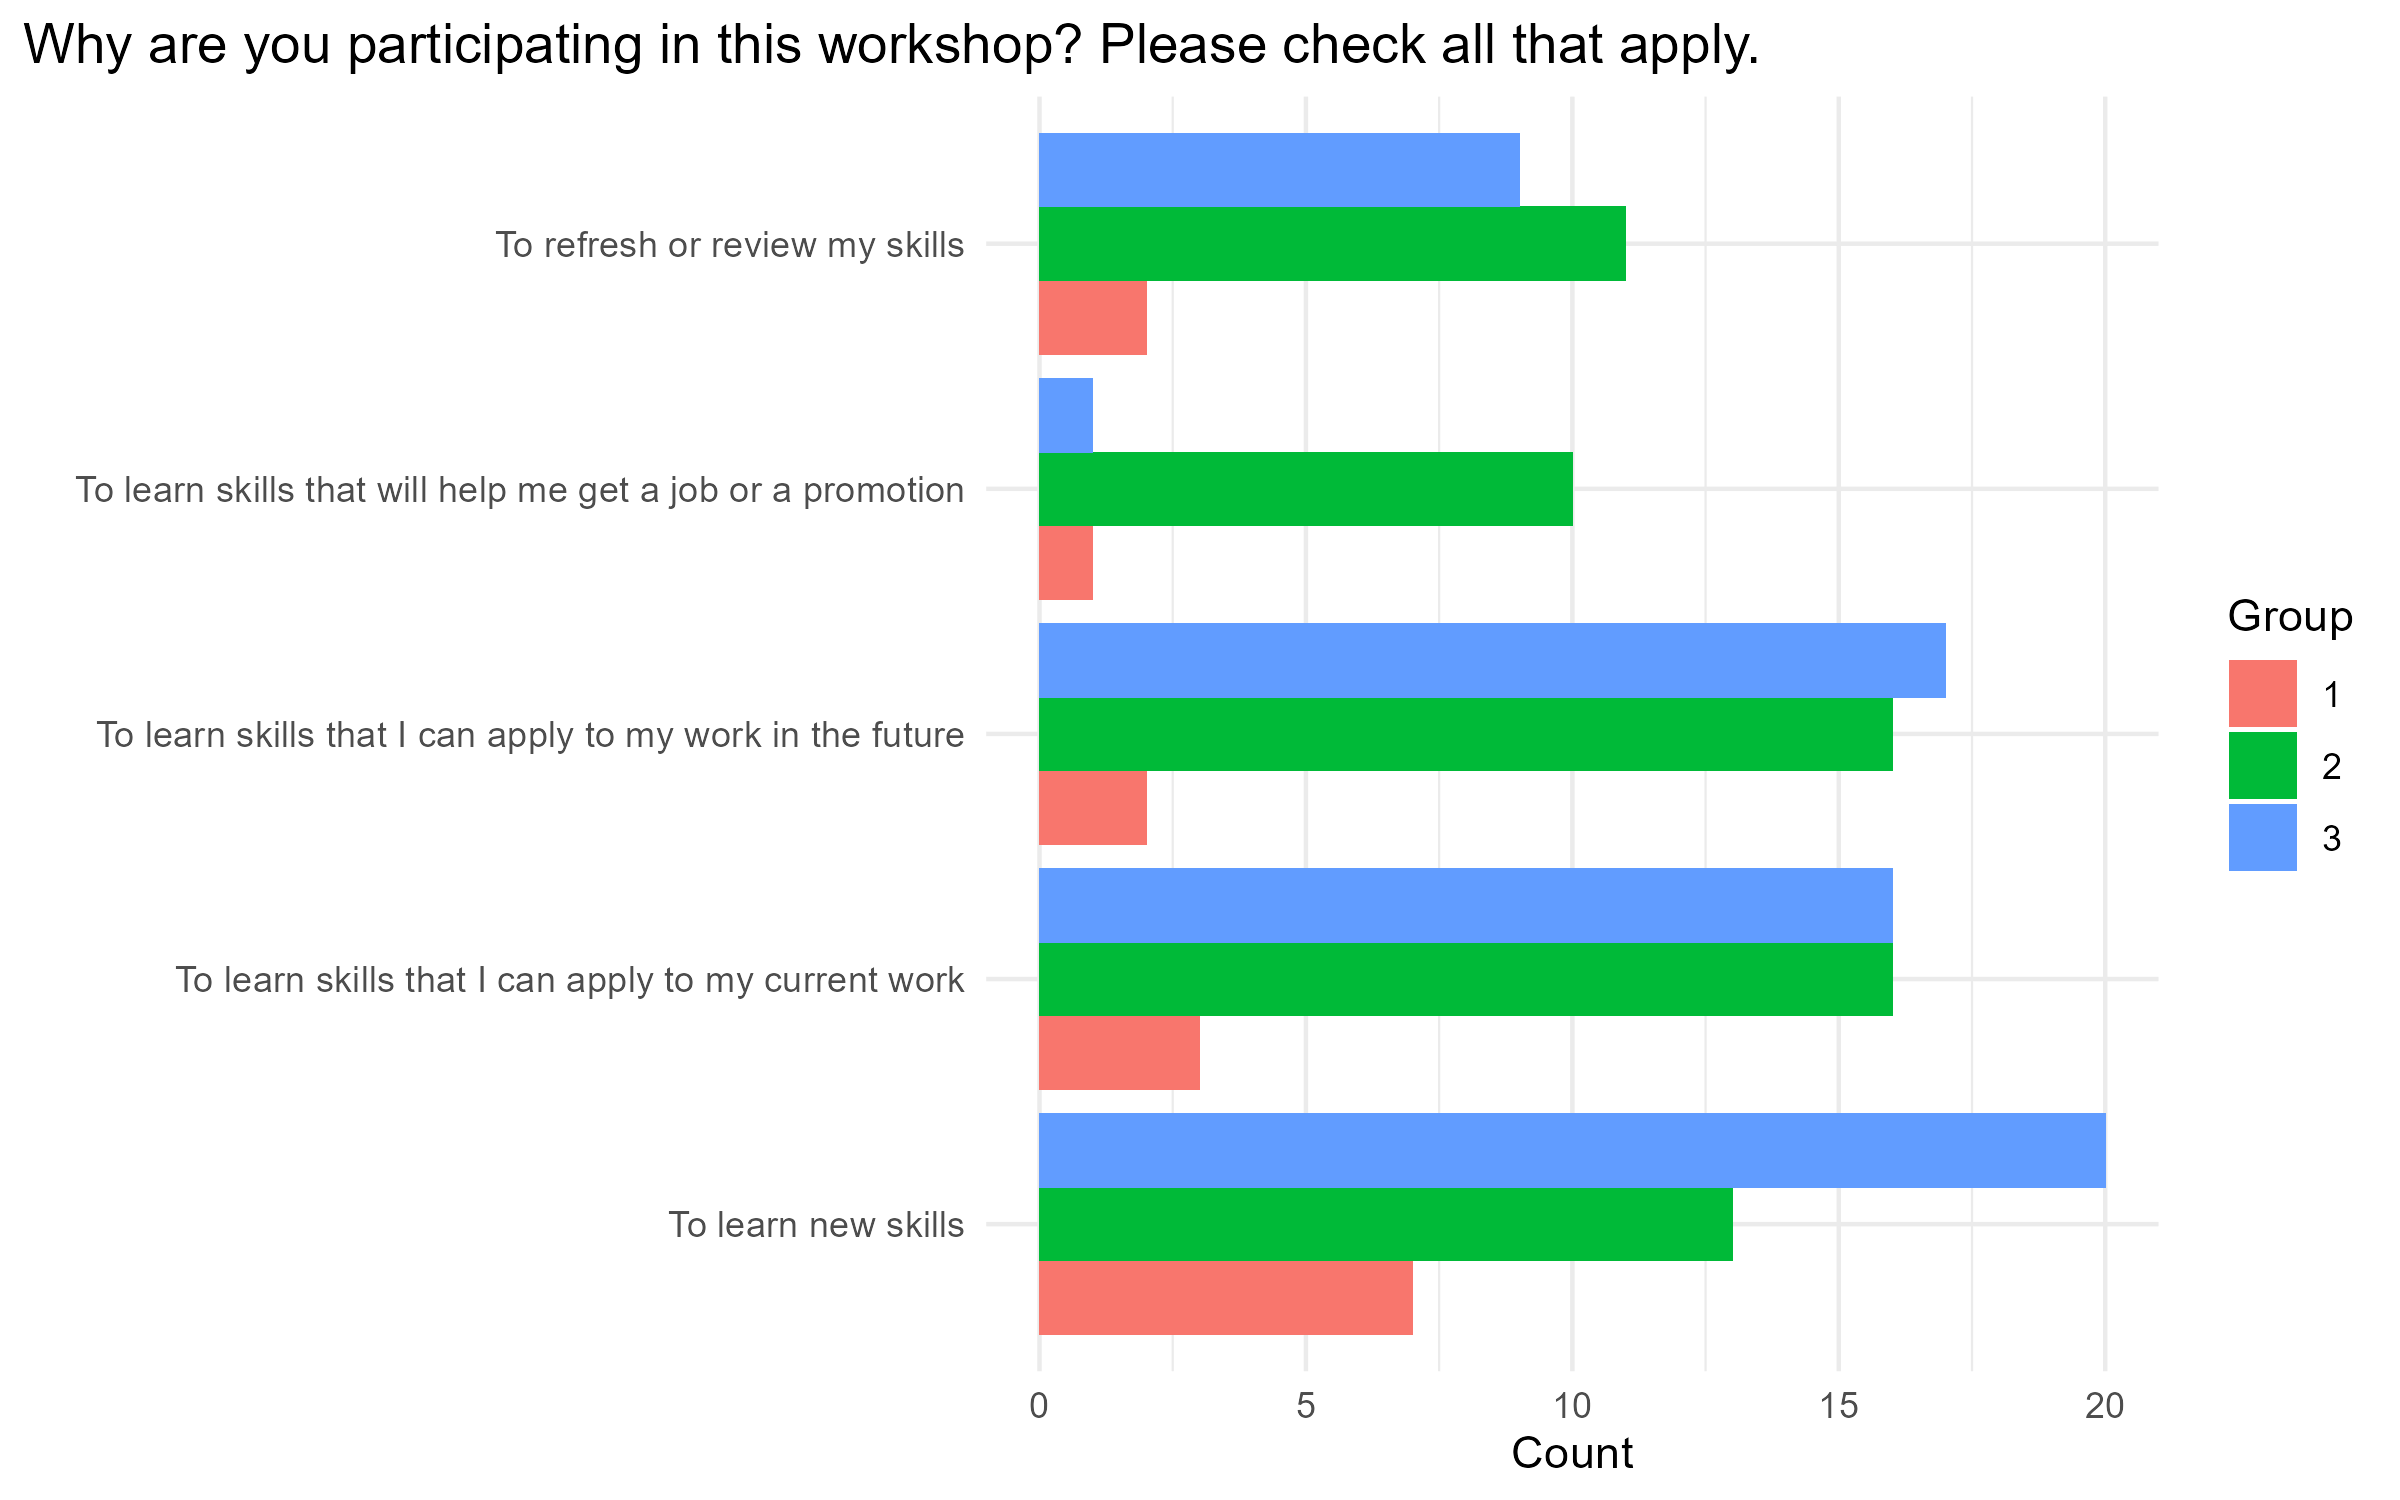 Why are you participating in this workshop? Please check all that apply.
To refresh or review my skills
To learn skills that will help me get a job or a promotion
To learn skills that I can apply to my work in the future
To learn skills that I can apply to my current work
To learn new skills
0 5 10 15 20
Count
Group
1
2
3